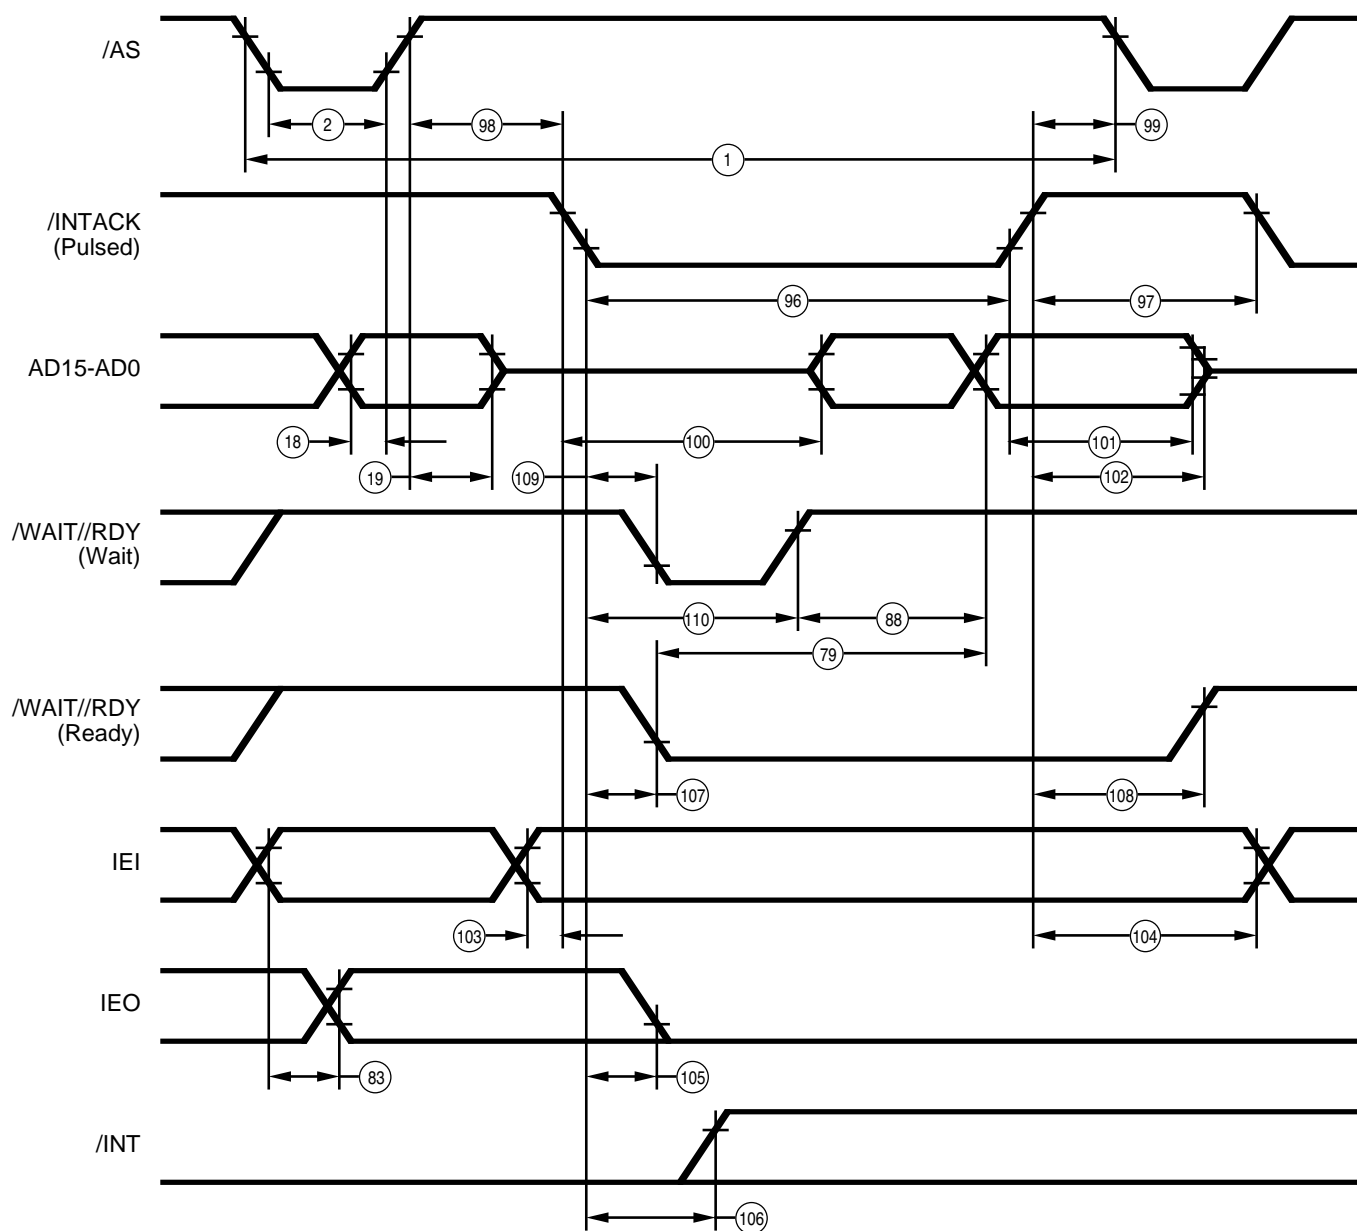 /AS
2
98
99
1
/INTACK
(Pulsed)
96
97
AD15-AD0
18
100
101
19
109
102
/WAIT//RDY
(Wait)
110
88
79
/WAIT//RDY
(Ready)
107
108
IEI
103
104
IEO
83
105
/INT
106